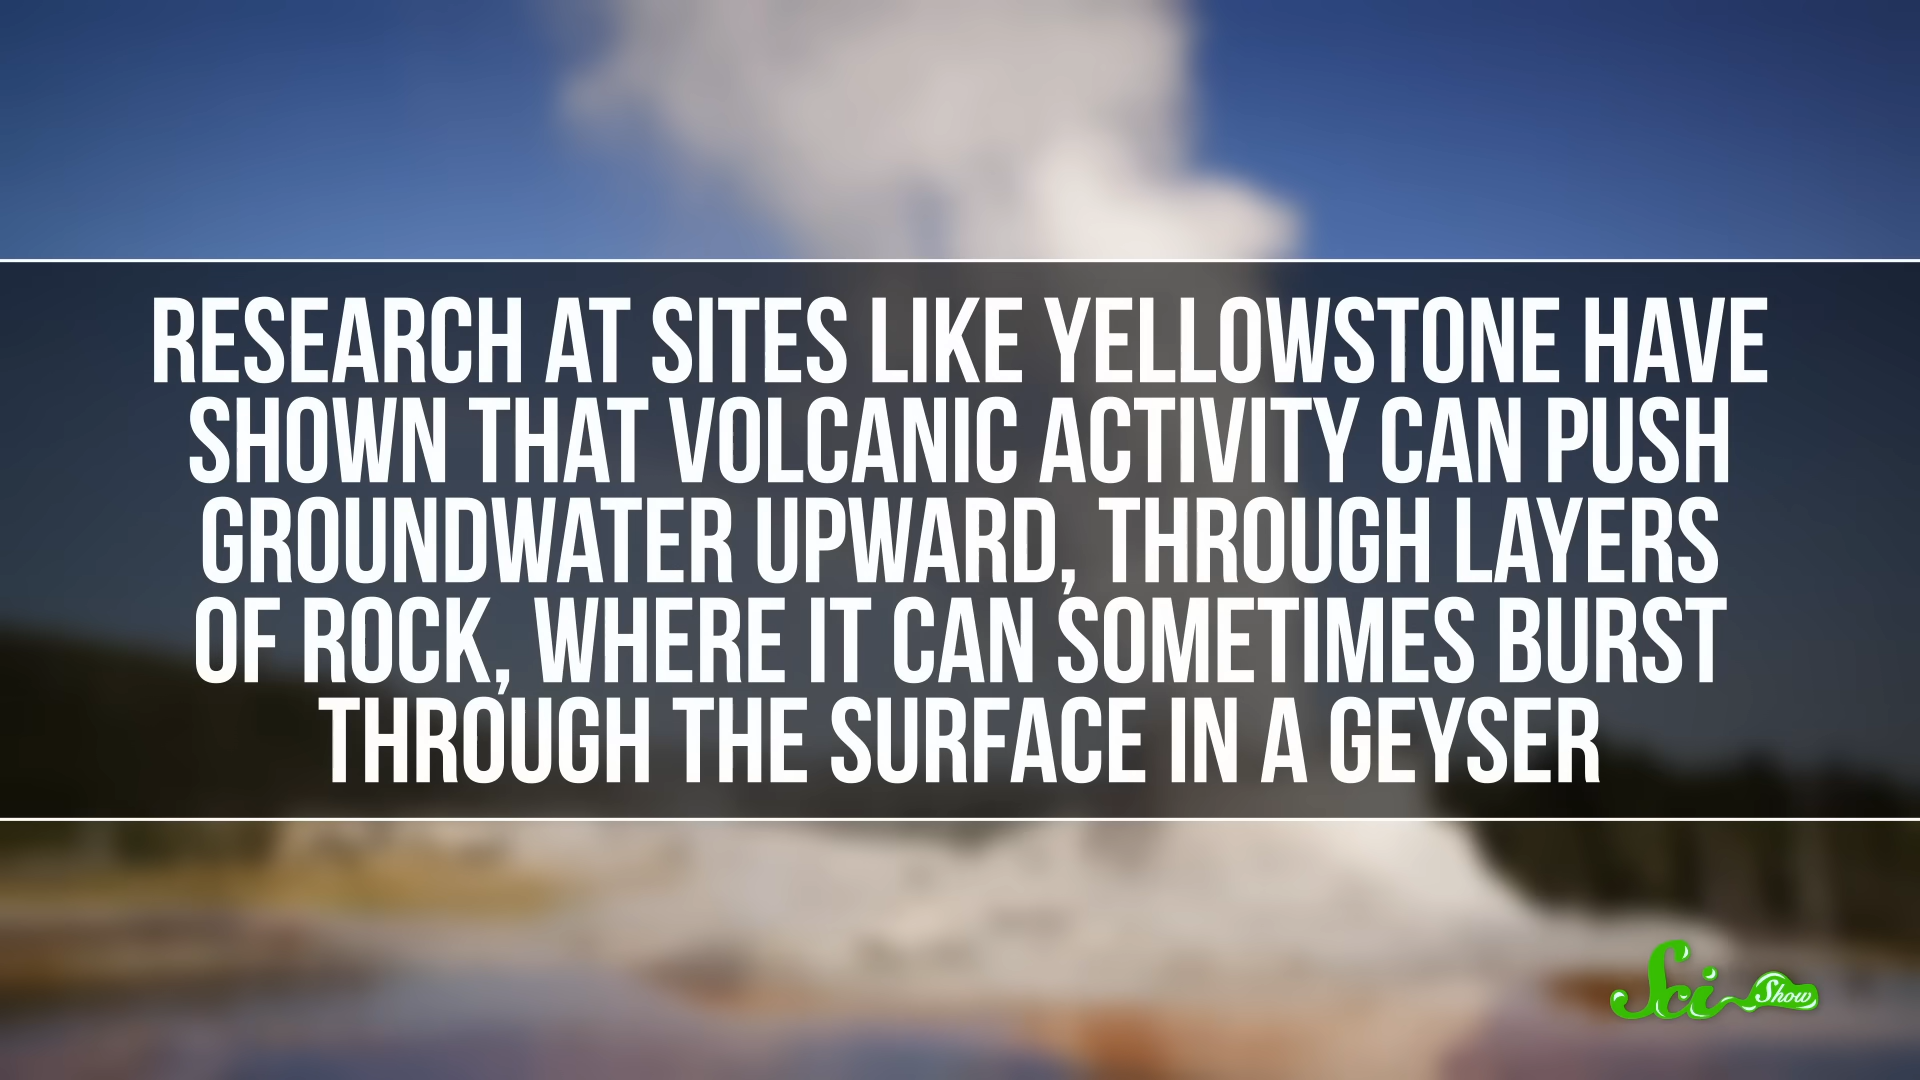 RESEARCH AT SITES LIKE YELLOWSTONE HAVE
SHOWN THAT VOLCANIC ACTIVITY CAN PUSH
GROUNDWATER UPWARD, THROUGH LAYERS
OF ROCK, WHERE IT CAN SOMETIMES BURST
THROUGH THE SURFACE IN A GEYSER
Sci Show